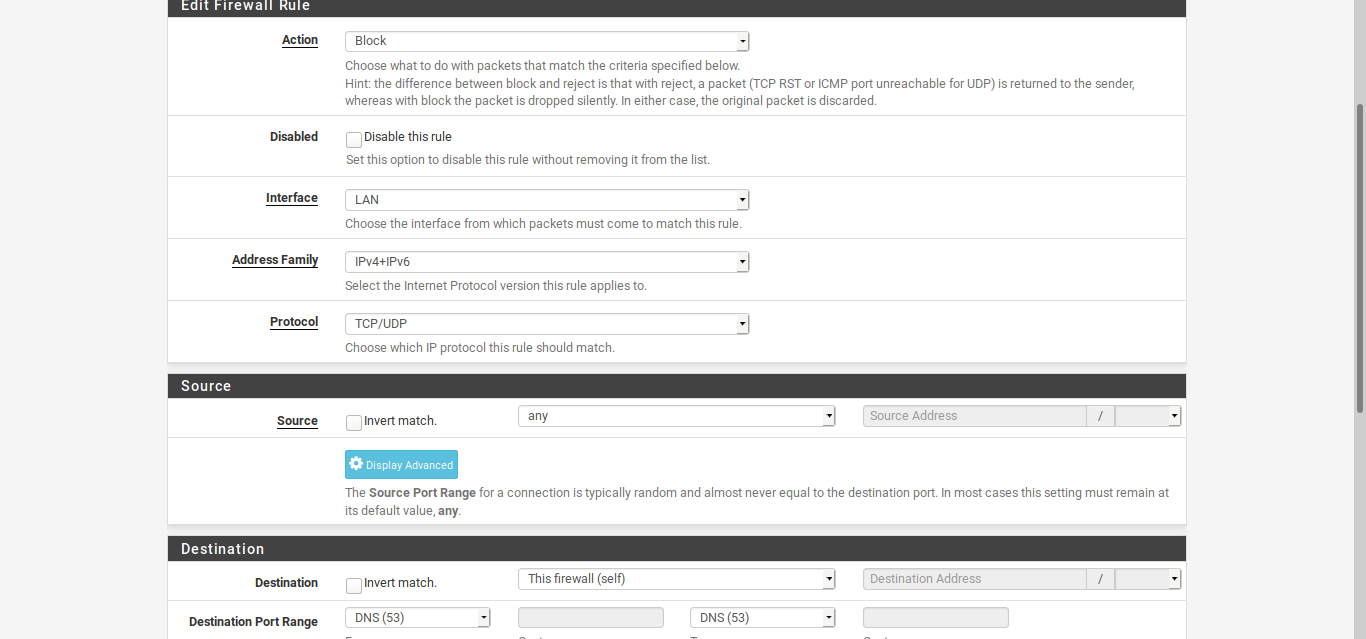 Edit Firewall Rule
Action
Block
Choose what to do with packets that match the criteria specified below.
Hint: the difference between block and reject is that with reject, a packet (TCP RST or ICMP port unreachable for UDP) is returned to the sender,
whereas with block the packet is dropped silently. In either case, the original packet is discarded.
Disabled
Disable this rule
Set this option to disable this rule without removing it from the list.
Interface
LAN
Choose the interface from which packets must come to match this rule.
Address Family
IPv4+IPv6
Select the Internet Protocol version this rule applies to.
Protocol
TCP/UDP
Choose which IP protocol this rule should match.
Source
Source
Invert match.
any
Source Address
/
Display Advanced
The Source Port Range for a connection is typically random and almost never equal to the destination port. In most cases this setting must remain at
its default value, any.
Destination
Destination
Invert match.
This firewall (self)
Destination Address
/
Destination Port Range
DNS (53)
DNS (53)